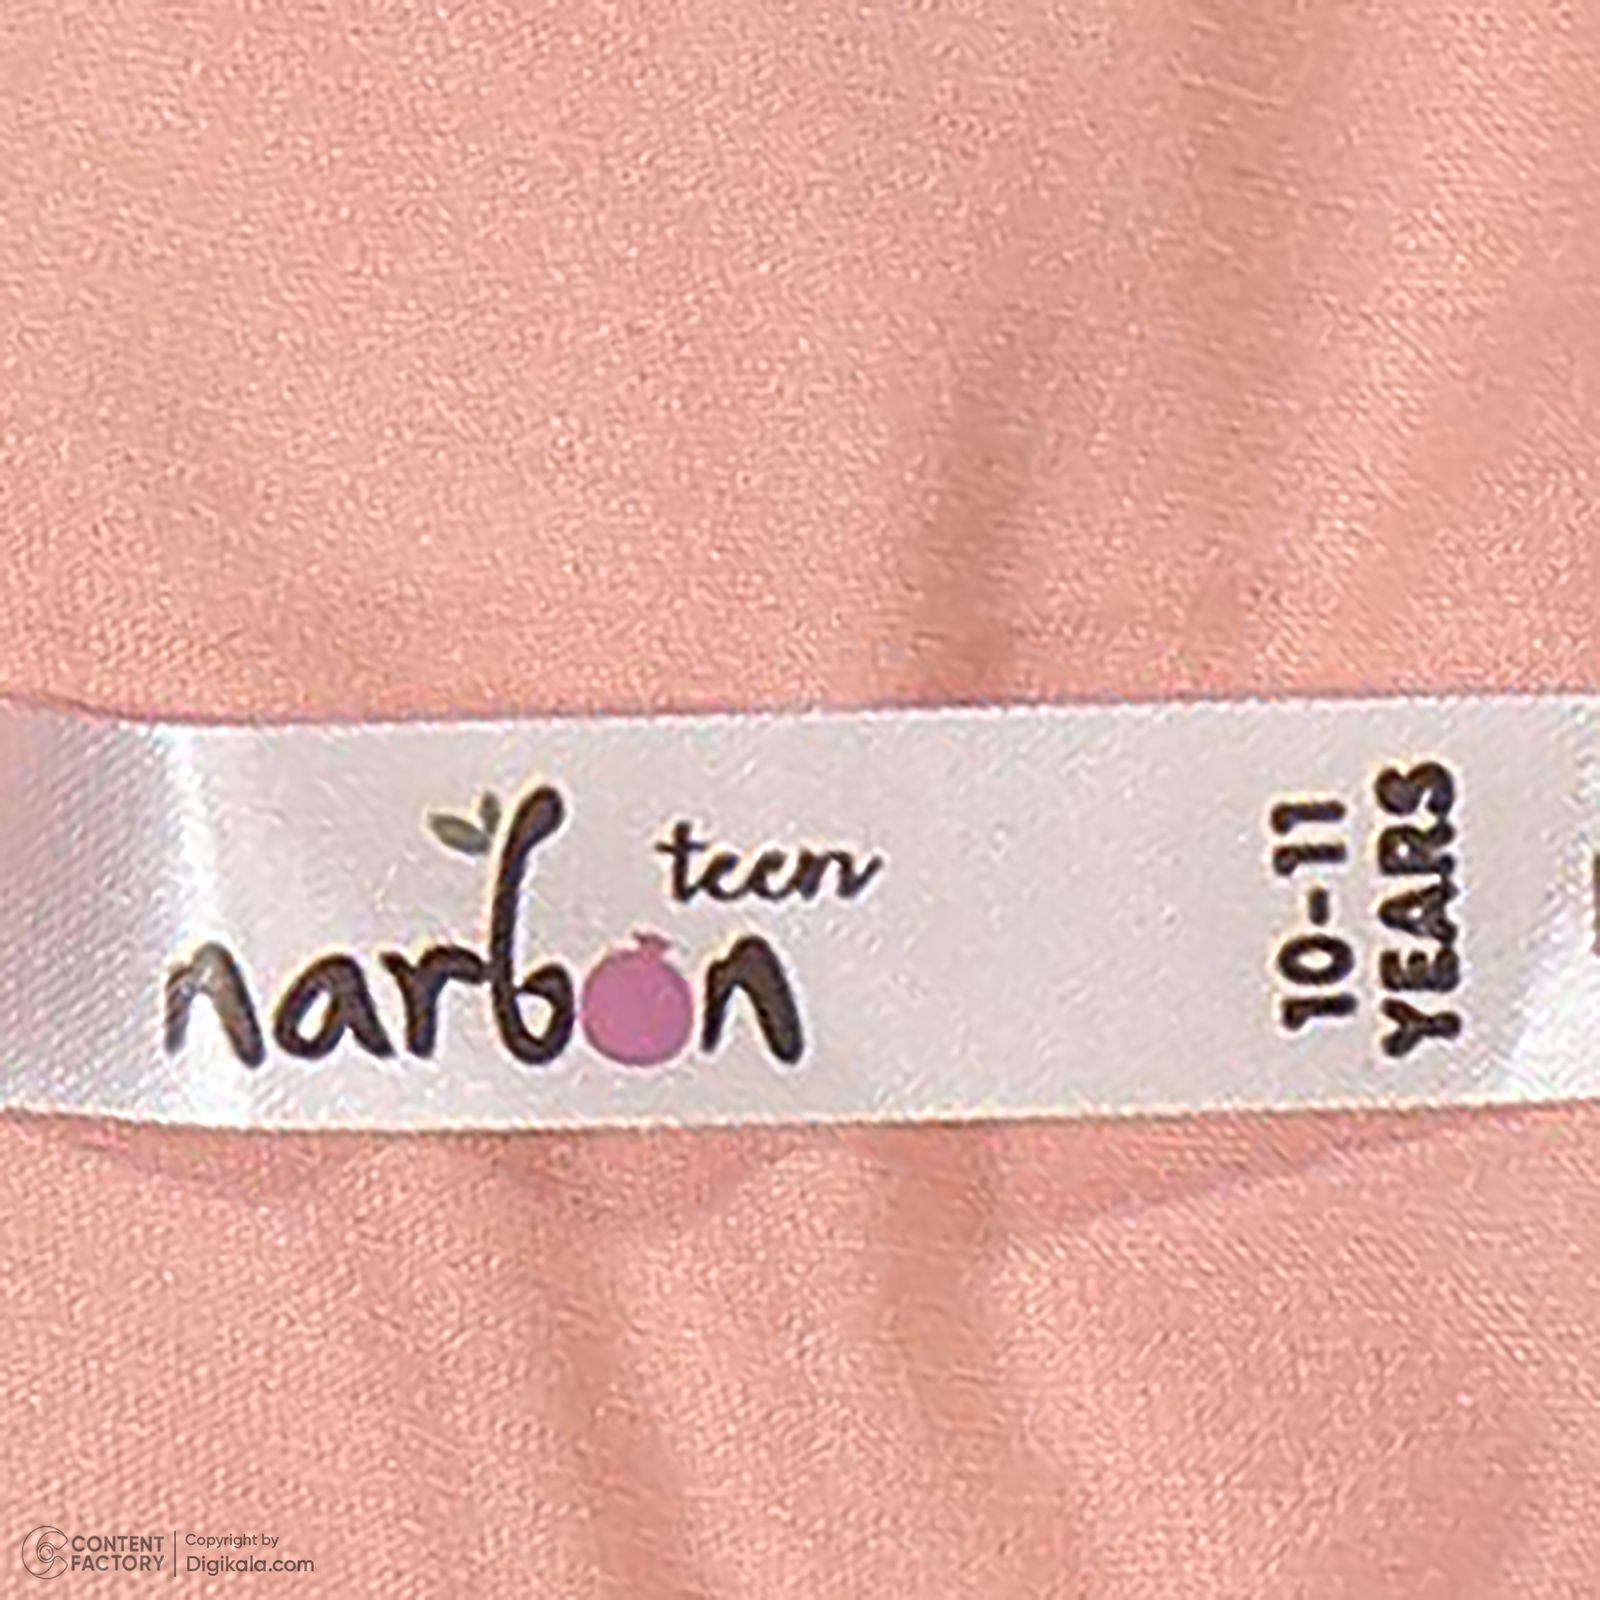 teen
narbon
10-11
YEARS
CONTENT
FACTORY
Copyright by
Digikala.com